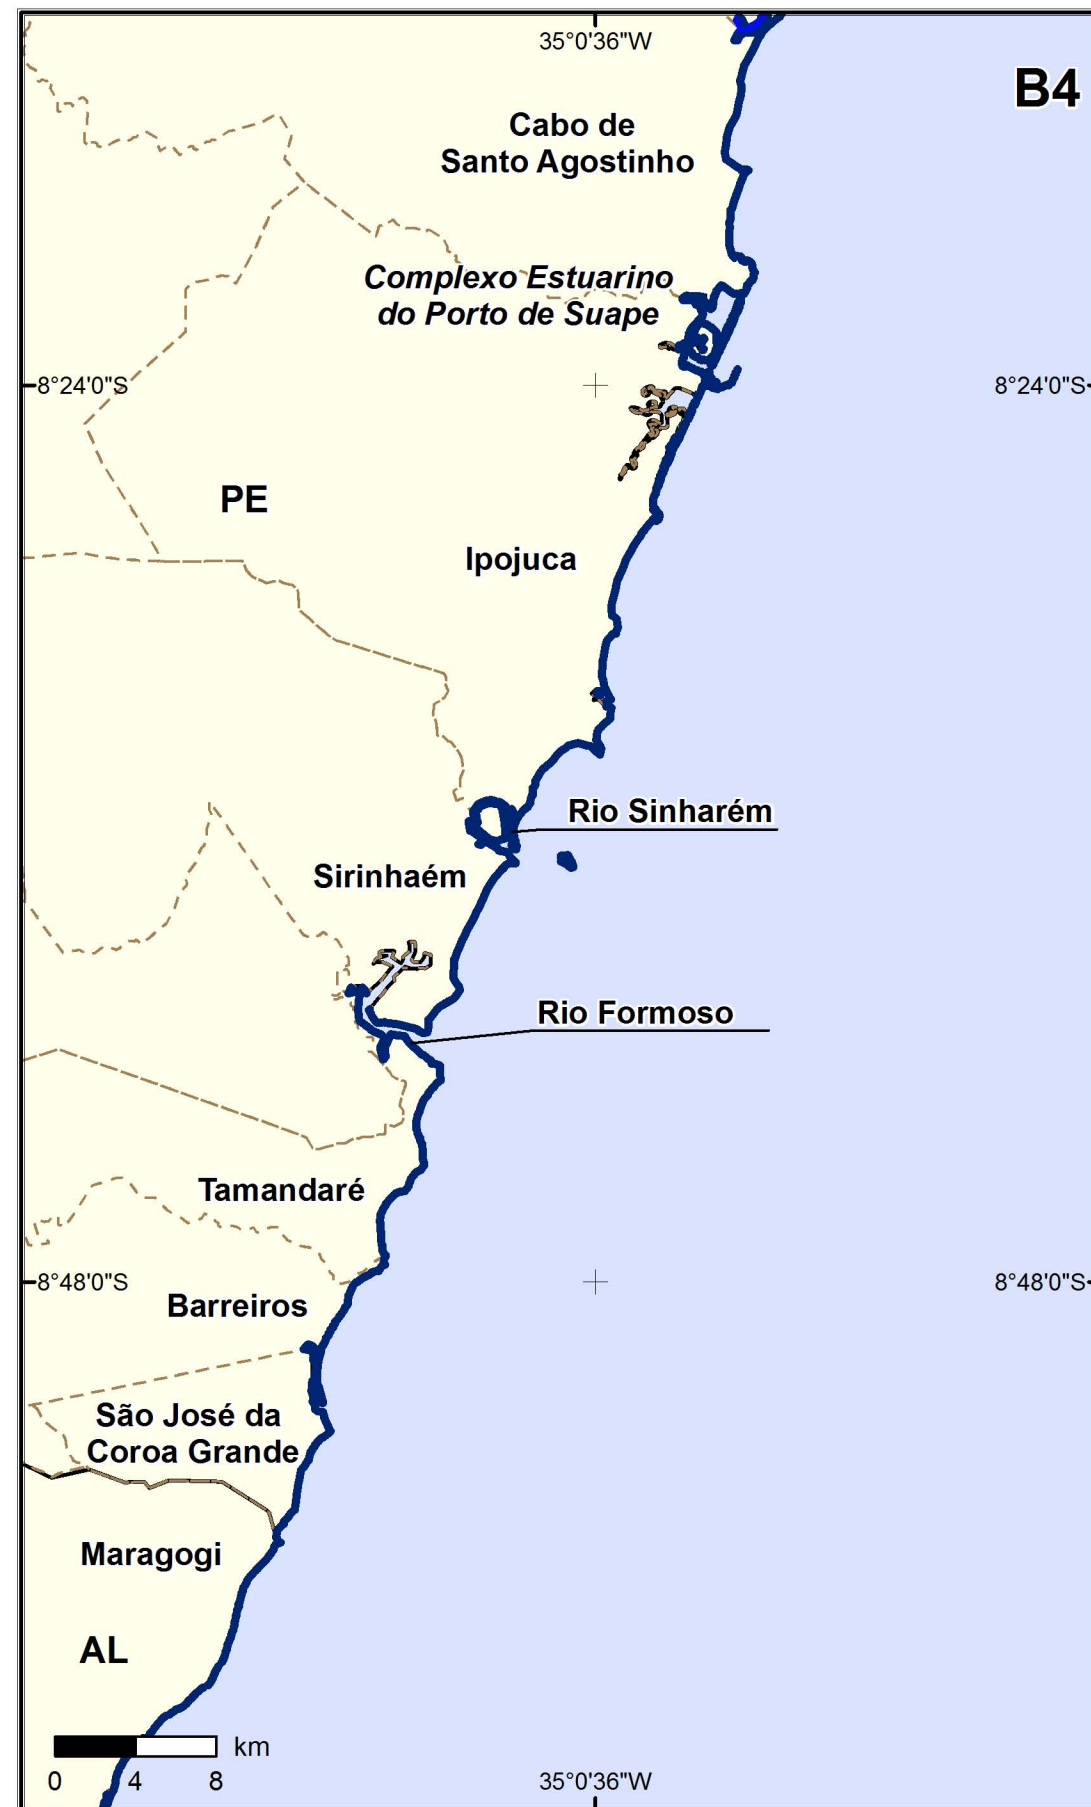 35°0'36"W
B4
Cabo de
Santo Agostinho
Complexo Estuarino
do Porto de Suape
8°24'0"S
8°24'0"S
PE
Ipojuca
Rio Sinharém
Sirinhaém
Rio Formoso
Tamandaré
8°48'0"S
8°48'0"S
Barreiros
São José da
Coroa Grande
Maragogi
AL
km
0 4 8
35°0'36"W